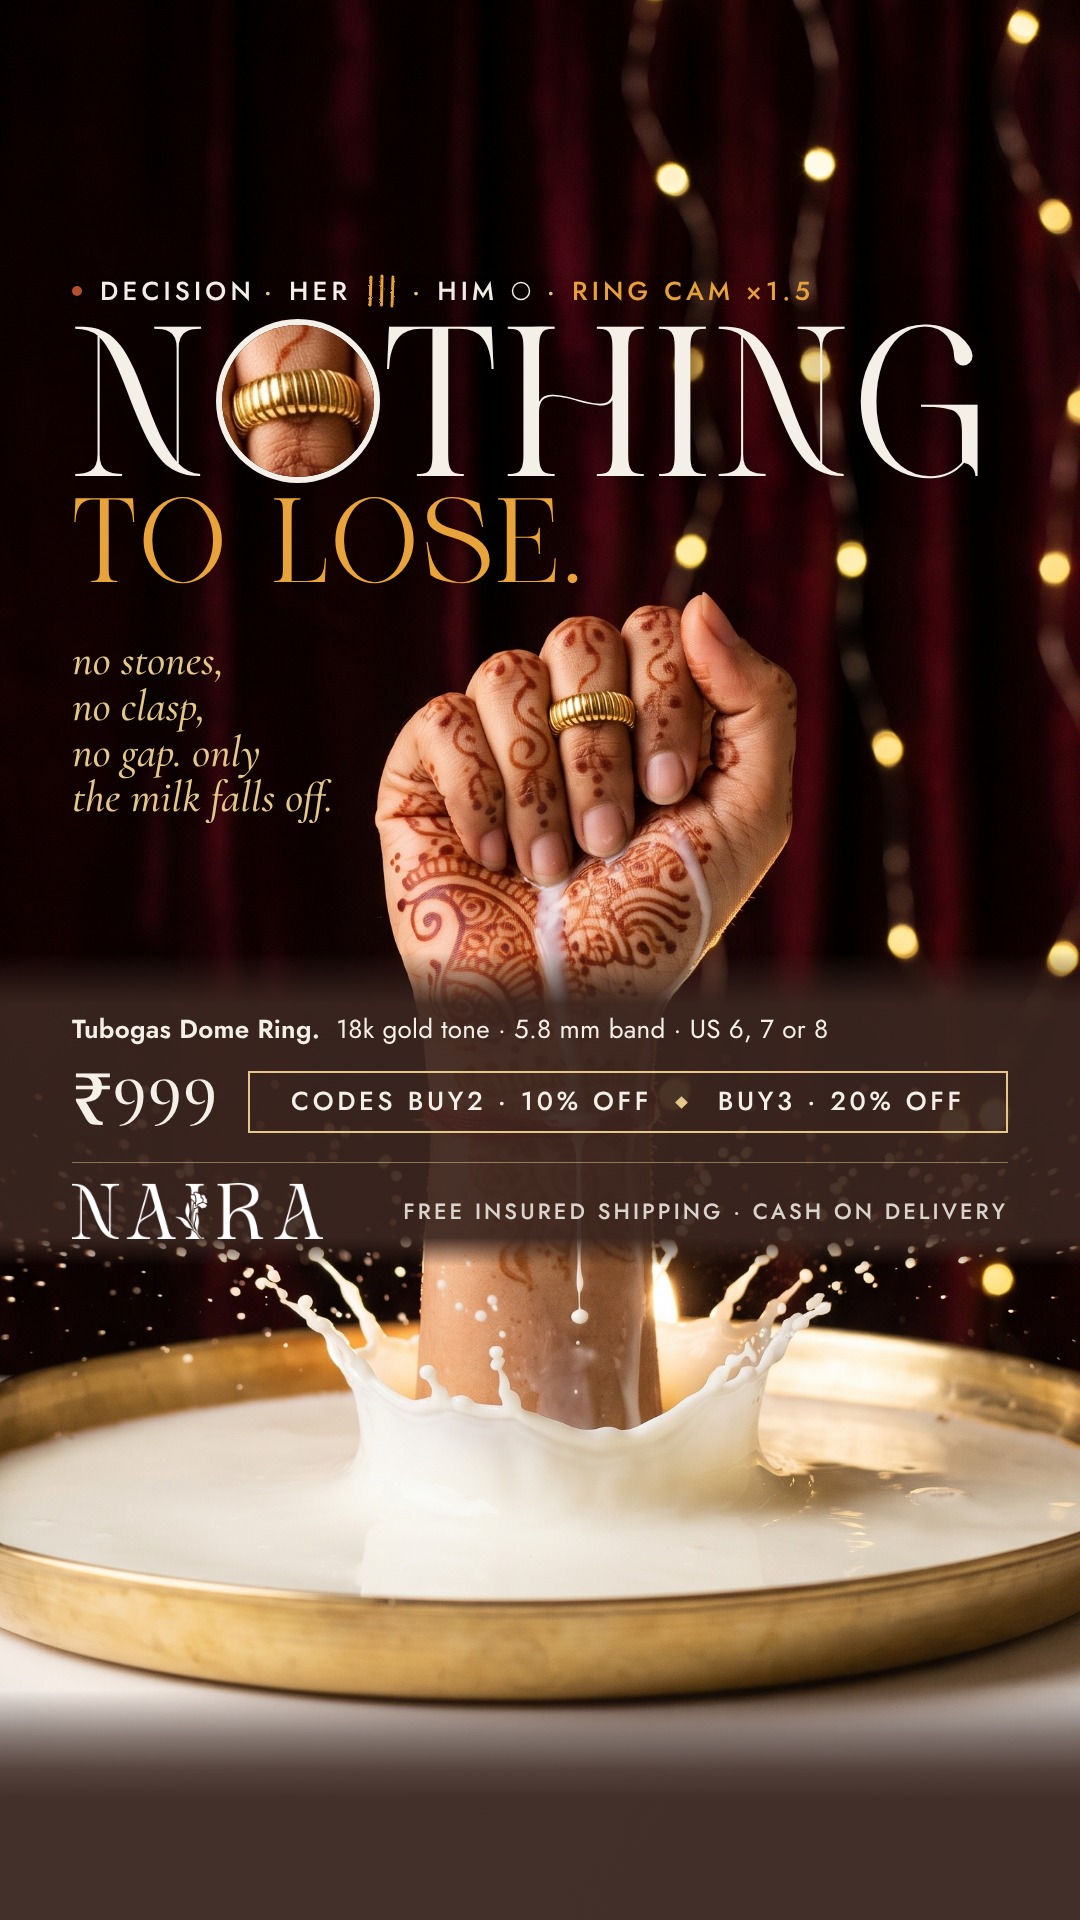 • DECISION · HER ||| · HIM ○ · RING CAM ×1.5
NOTHING
TO LOSE.
no stones,
no clasp,
no gap. only
the milk falls off.
Tubogas Dome Ring. 18k gold tone · 5.8 mm band · US 6, 7 or 8
₹999
CODES BUY2 · 10% OFF ◆ BUY3 · 20% OFF
NAIRA
FREE INSURED SHIPPING · CASH ON DELIVERY